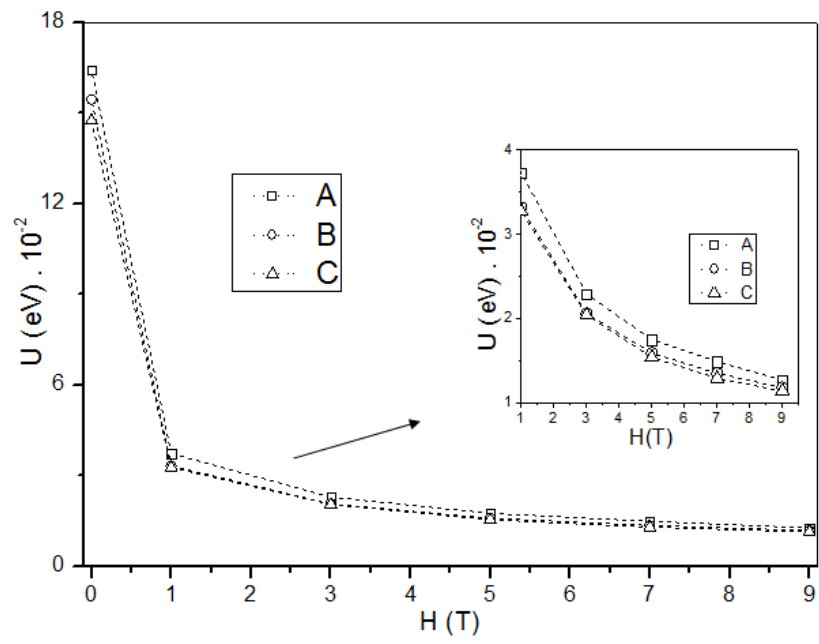 18
12
6
0
U ( eV) . 10-2
A
B
C
4
3
2
1
U ( eV) . 10-2
A
B
C
1 2 3 4 5 6 7 8 9
H(T)
0 1 2 3 4 5 6 7 8 9
H (T)